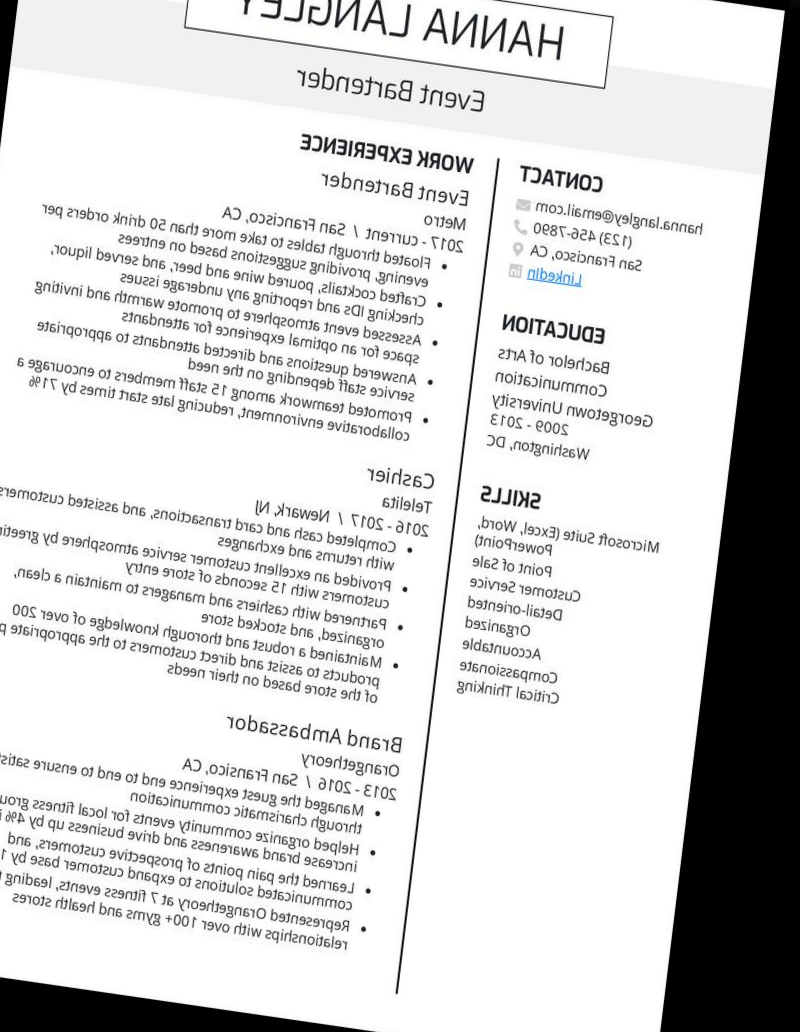 HANNA LANGLEY
Event Bartender
CONTACT
hanna.langley@email.com
(123) 456-7890
San Francisco, CA
LinkedIn
EDUCATION
Bachelor of Arts
Communication
Georgetown University
2009 - 2013
Washington, DC
SKILLS
Microsoft Suite (Excel, Word,
PowerPoint)
Point of Sale
Customer Service
Detail-oriented
Organized
Accountable
Compassionate
Critical Thinking
WORK EXPERIENCE
Event Bartender
Metro
2017 - current / San Francisco, CA
• Floated through tables to take more than 50 drink orders per
evening, providing suggestions based on entrees
• Crafted cocktails, poured wine and beer, and served liquor,
checking IDs and reporting any underage issues
• Assessed event atmosphere to promote warmth and inviting
space for an optimal experience for attendants
• Answered questions and directed attendants to appropriate
service staff depending on the need
• Promoted teamwork among 15 staff members to encourage a
collaborative environment, reducing late start times by 71%
Cashier
Telelita
2016 - 2017 / Newark, NJ
• Completed cash and card transactions, and assisted customers
with returns and exchanges
• Provided an excellent customer service atmosphere by
customers with 15 seconds of store entry
• Partnered with cashiers and managers to maintain a clean,
organized, and stocked store
• Maintained a robust and thorough knowledge of over 200
products to assist and direct customers to the appropriate
of the store based on their needs
Brand Ambassador
Orangetheory
2013 - 2016 / San Fransico, CA
• Managed the guest experience end to end to ensure
through charismatic communication
• Helped organize community events for local fitness
increase brand awareness and drive business up by 4%
• Learned the pain points of prospective customers, and
communicated solutions to expand customer base by
• Represented Orangetheory at 7 fitness events, leading
relationships with over 100+ gyms and health stores